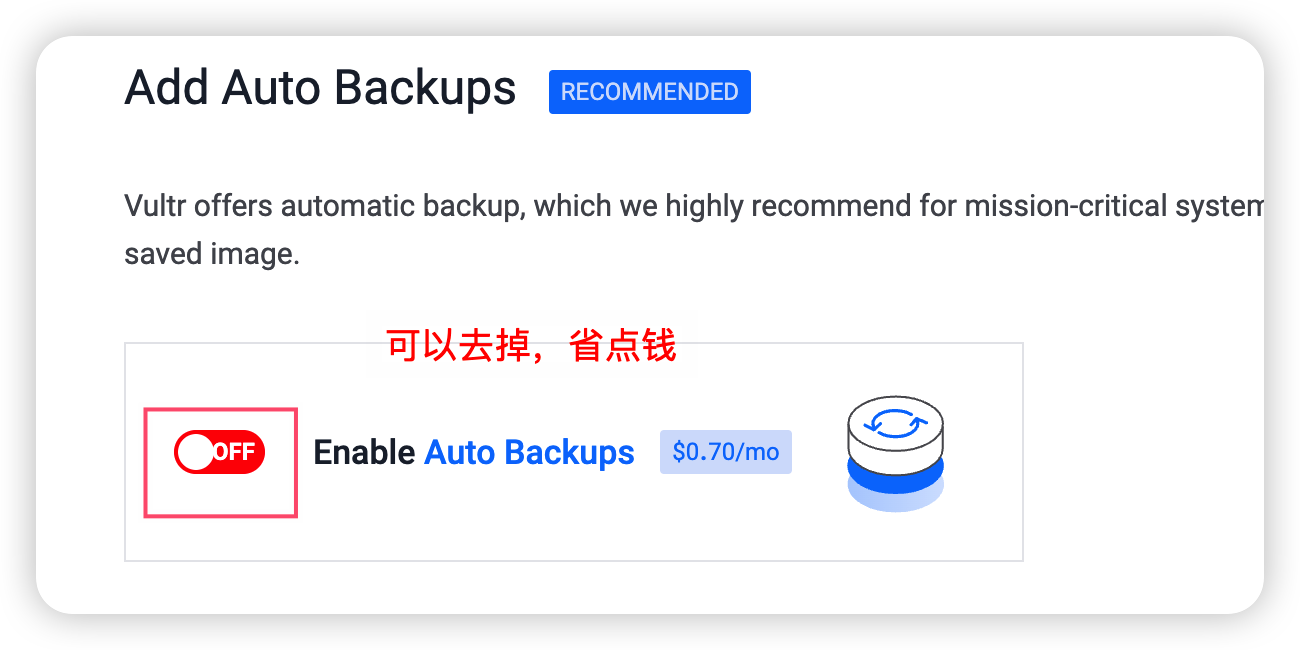 Add Auto Backups RECOMMENDED
Vultr offers automatic backup, which we highly recommend for mission-critical system
saved image.
可以去掉，省点钱
OFF Enable Auto Backups $0.70/mo